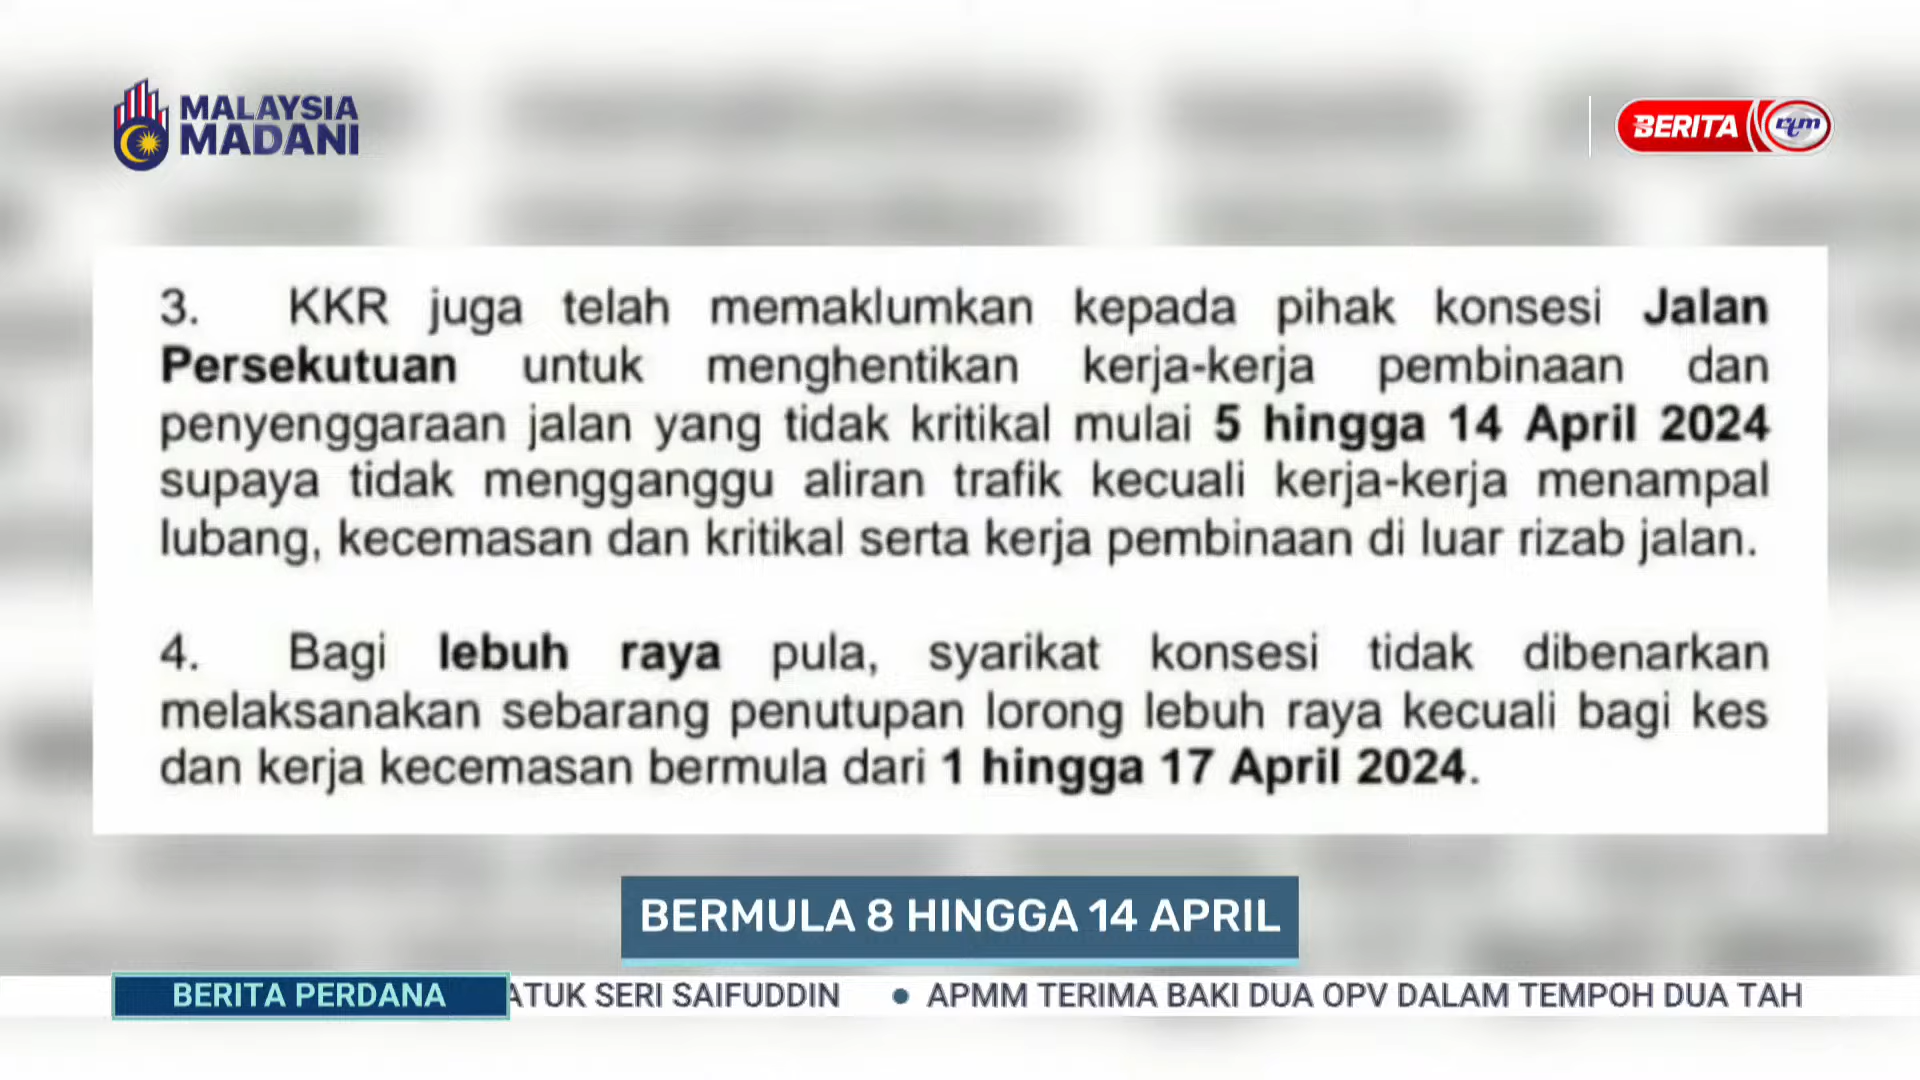 MALAYSIA
MADANI
BERITA rtm
3. KKR juga telah memaklumkan kepada pihak konsesi Jalan
Persekutuan untuk menghentikan kerja-kerja pembinaan dan
penyenggaraan jalan yang tidak kritikal mulai 5 hingga 14 April 2024
supaya tidak mengganggu aliran trafik kecuali kerja-kerja menampal
lubang, kecemasan dan kritikal serta kerja pembinaan di luar rizab jalan.
4. Bagi lebuh raya pula, syarikat konsesi tidak dibenarkan
melaksanakan sebarang penutupan lorong lebuh raya kecuali bagi kes
dan kerja kecemasan bermula dari 1 hingga 17 April 2024.
BERMULA 8 HINGGA 14 APRIL
BERITA PERDANA ATUK SERI SAIFUDDIN • APMM TERIMA BAKI DUA OPV DALAM TEMPOH DUA TAH